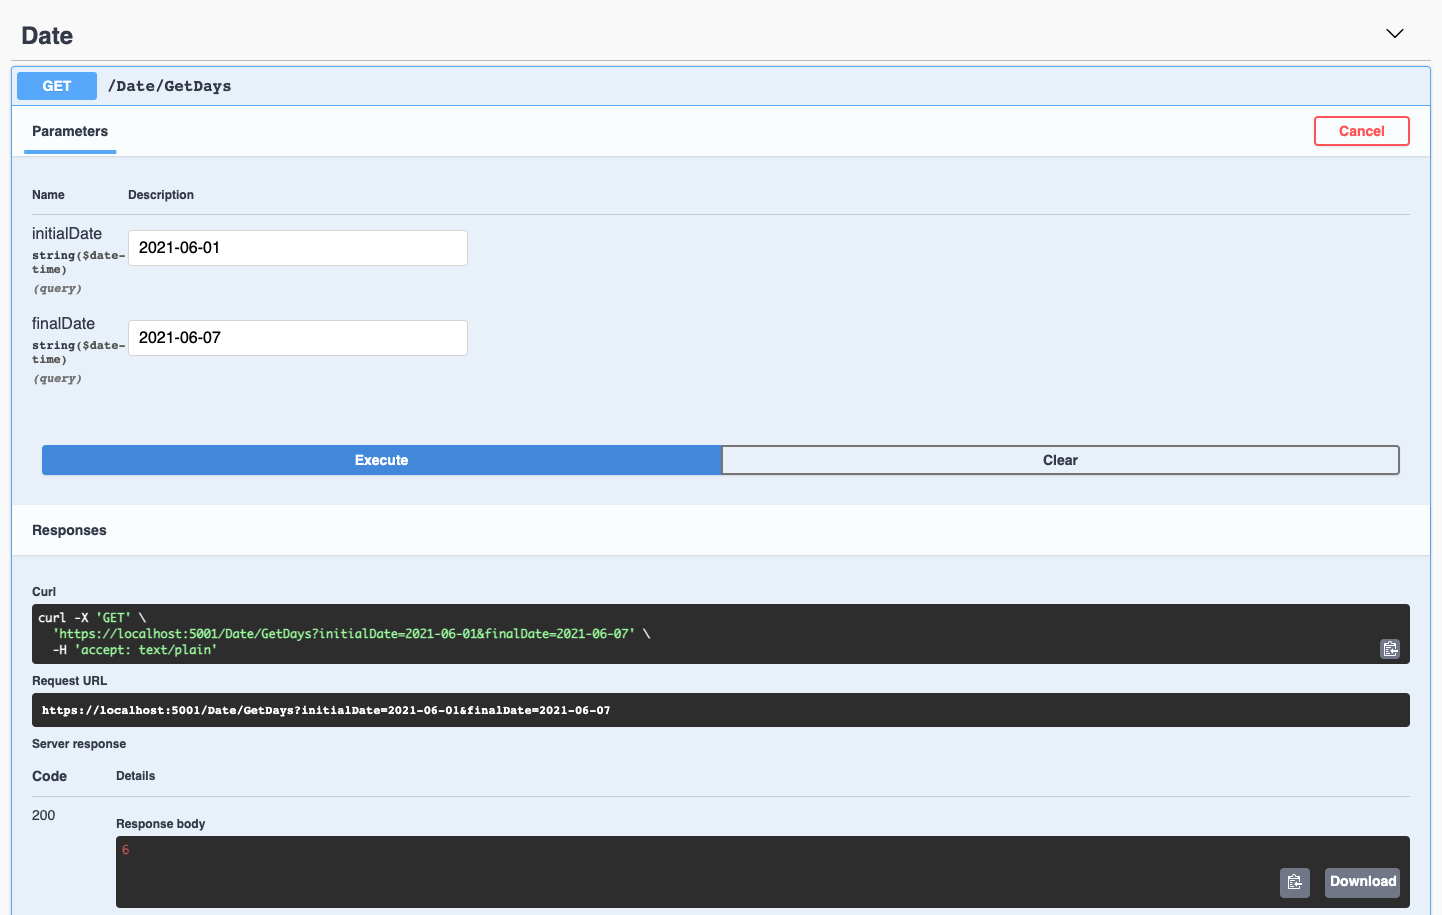 Date
GET /Date/GetDays
Parameters
Cancel
Name Description
initialDate
string($date-
time)
(query)
2021-06-01
finalDate
string($date-
time)
(query)
2021-06-07
Execute Clear
Responses
Curl
curl -X 'GET' \
'https://localhost:5001/Date/GetDays?initialDate=2021-06-01&finalDate=2021-06-07' \
-H 'accept: text/plain'
Request URL
https://localhost:5001/Date/GetDays?initialDate=2021-06-01&finalDate=2021-06-07
Server response
Code Details
200
Response body
6
Download